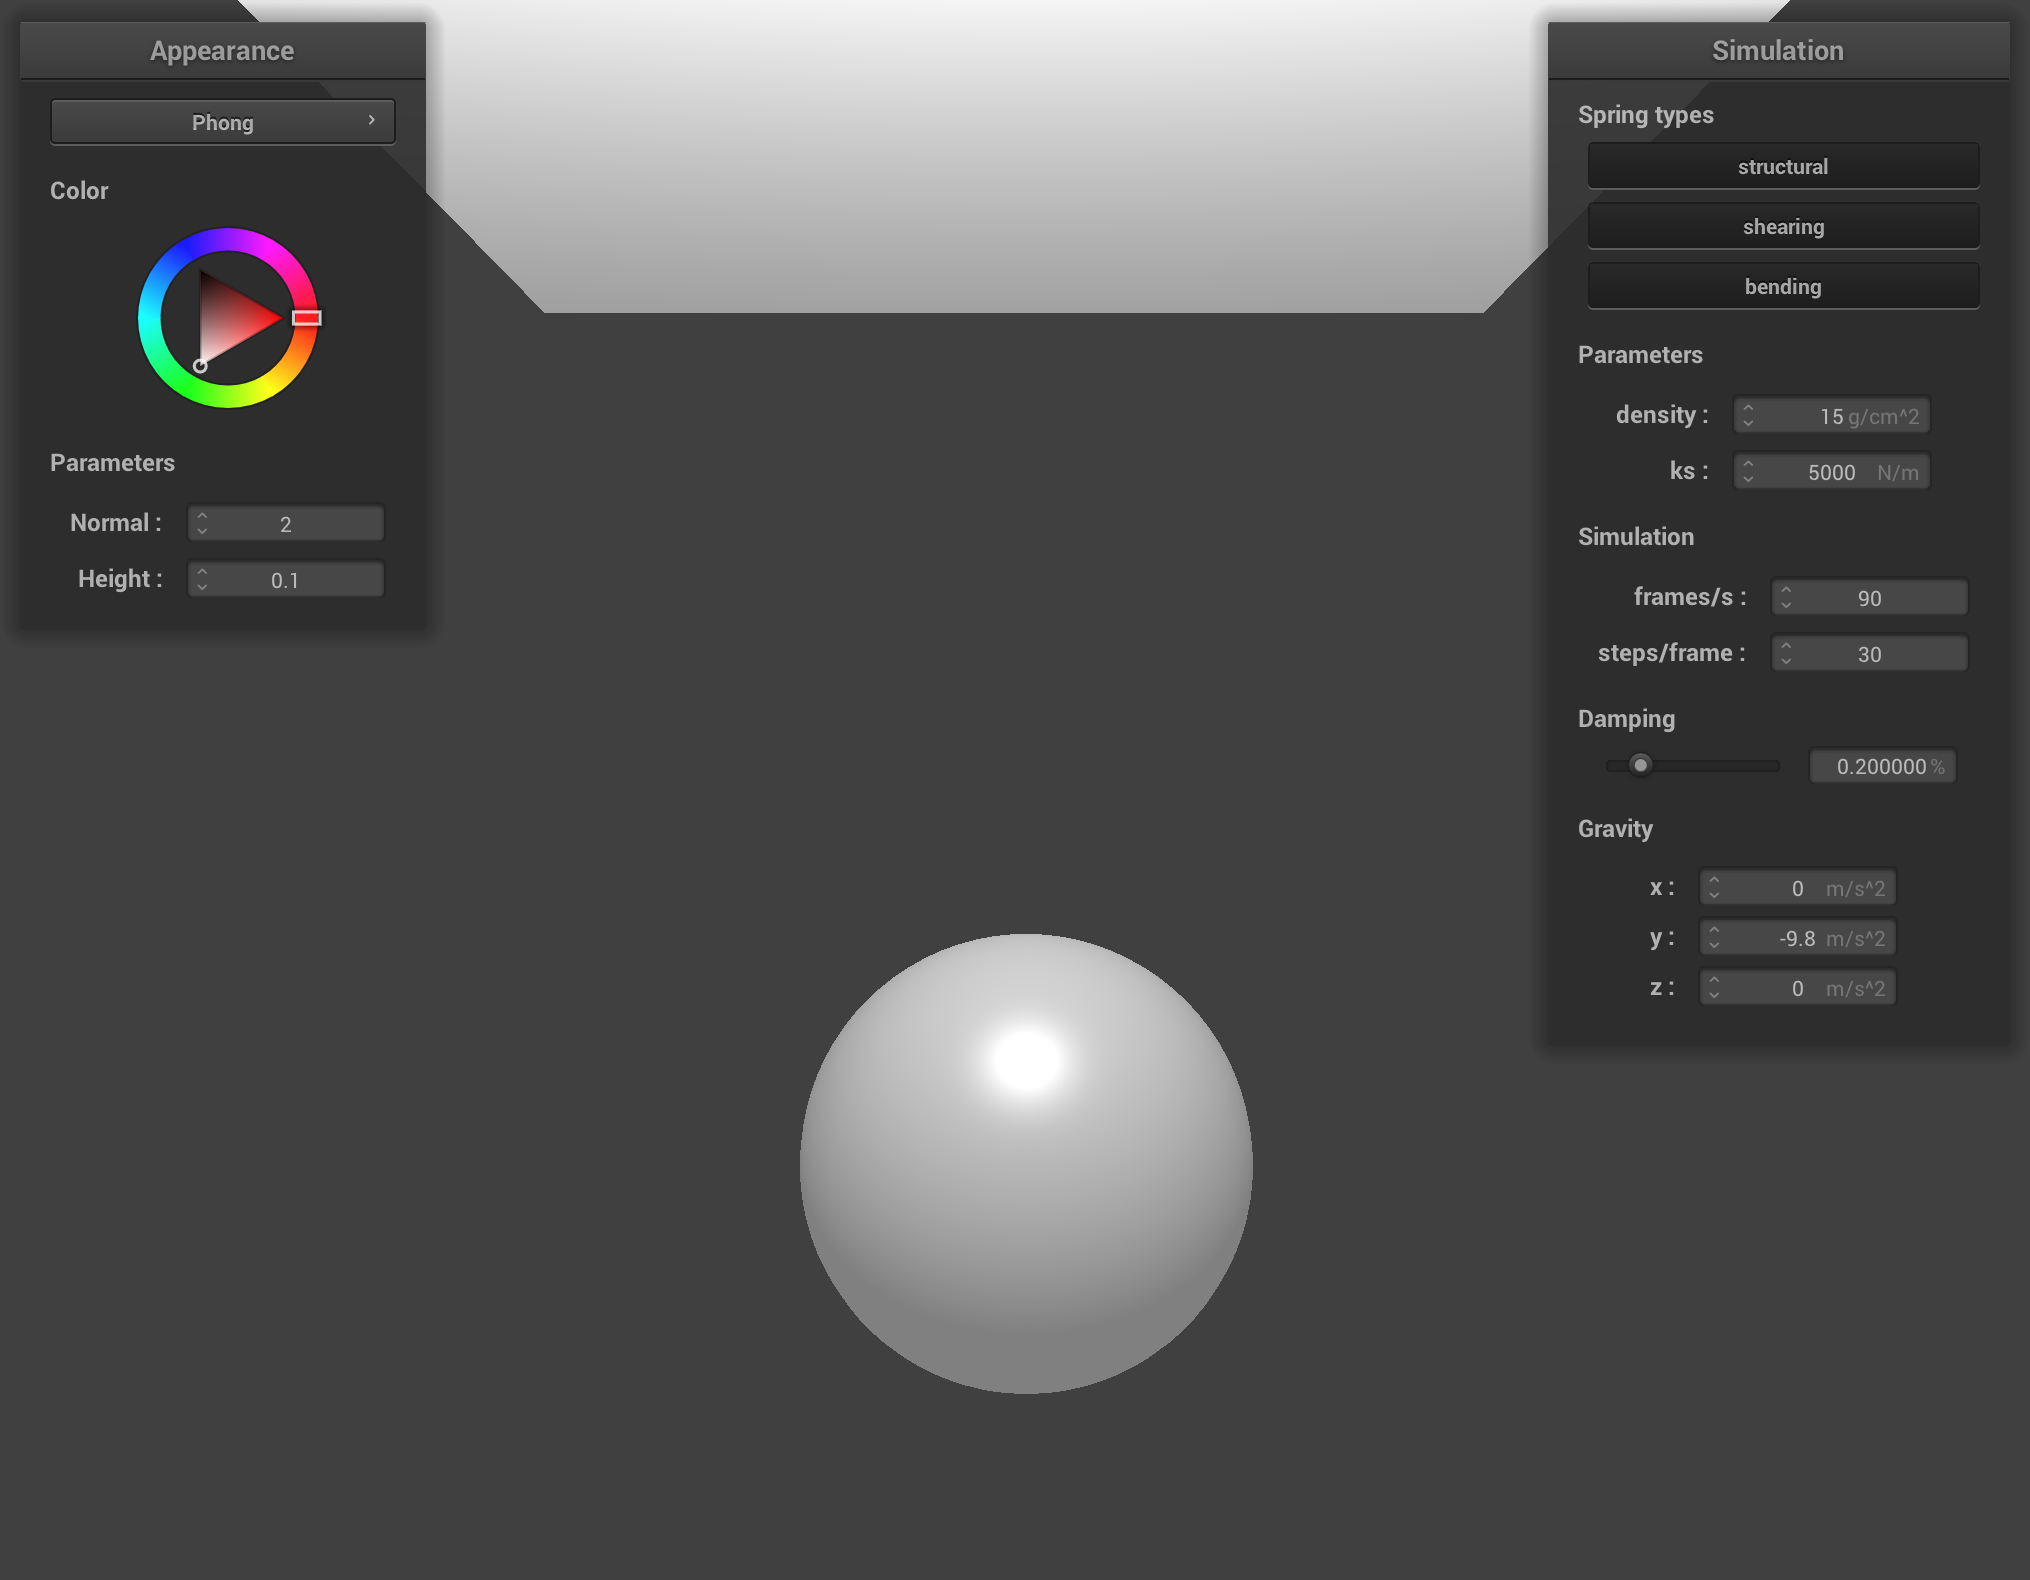 Appearance
Phong
Color
Parameters
Normal : 2
Height : 0.1
Simulation
Spring types
structural
shearing
bending
Parameters
density : 15 g/cm^2
ks : 5000 N/m
Simulation
frames/s : 90
steps/frame : 30
Damping
0.200000 %
Gravity
x : 0 m/s^2
y : -9.8 m/s^2
z : 0 m/s^2